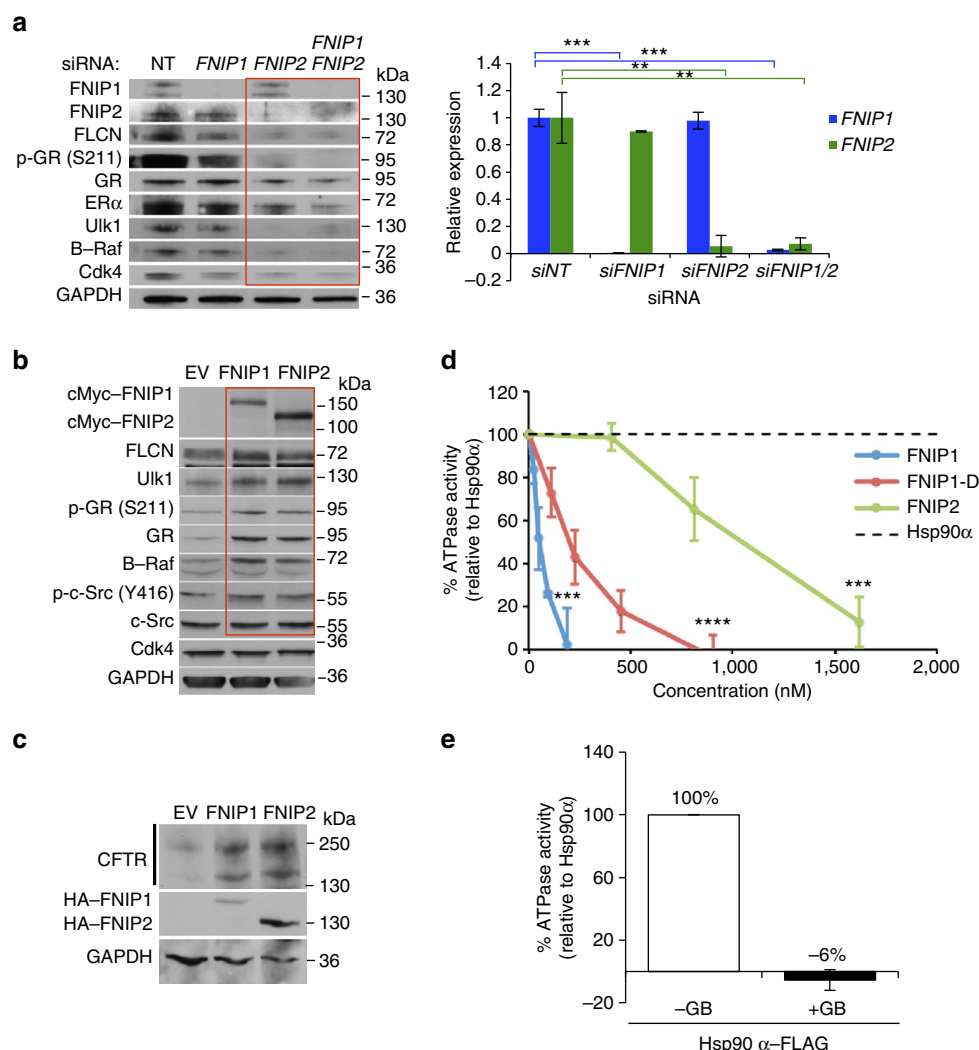 a
FNIP1
siRNA: NT FNIP1 FNIP2 FNIP2
kDa
FNIP1
130
FNIP2
130
FLCN
72
p-GR (S211)
95
GR
95
ERα
72
Ulk1
130
B–Raf
72
Cdk4
36
GAPDH
36
Relative expression
1.4
1.2
1
0.8
0.6
0.4
0.2
0
–0.2
***
***
**
**
FNIP1
FNIP2
siNT siFNIP1 siFNIP2 siFNIP1/2
siRNA
b
EV FNIP1 FNIP2
kDa
cMyc–FNIP1
150
cMyc–FNIP2
100
FLCN
72
Ulk1
130
p-GR (S211)
95
GR
95
B–Raf
72
p-c-Src (Y416)
55
c-Src
55
Cdk4
36
GAPDH
36
c
EV FNIP1 FNIP2
kDa
CFTR
250
130
HA–FNIP1
HA–FNIP2
130
GAPDH
36
d
% ATPase activity
(relative to Hsp90α)
120
100
80
60
40
20
0
0 500 1,000 1,500 2,000
Concentration (nM)
***
****
***
FNIP1
FNIP1-D
FNIP2
Hsp90α
e
% ATPase activity
(relative to Hsp90α)
140
100
60
20
–20
100%
–6%
–GB +GB
Hsp90 α–FLAG